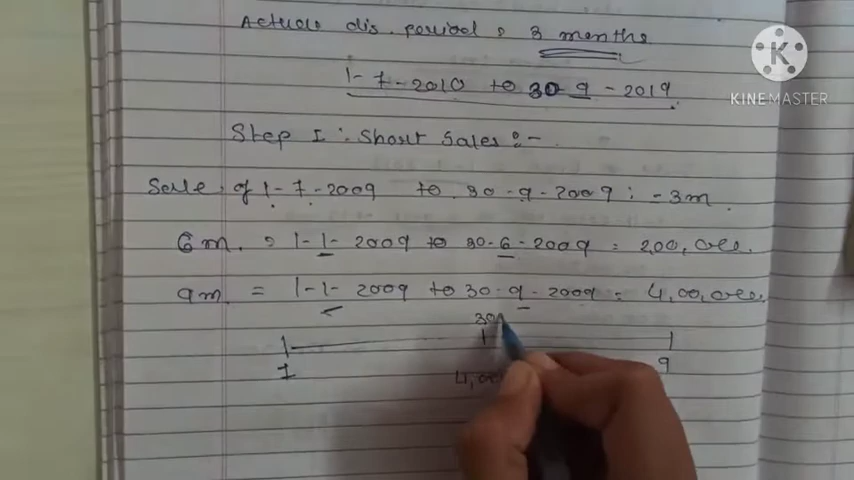 Actual dis. period = 3 months
KINEMASTER
1-7-2010 to 30-9-2019
Step I :- Short Sales :-
Sale of 1-7-2009 to 30-9-2009 : -3m.
6m. = 1-1-2009 to 30-6-2009 = 2,00,000.
9m. = 1-1-2009 to 30-9-2009 = 4,00,000.
30
1 9